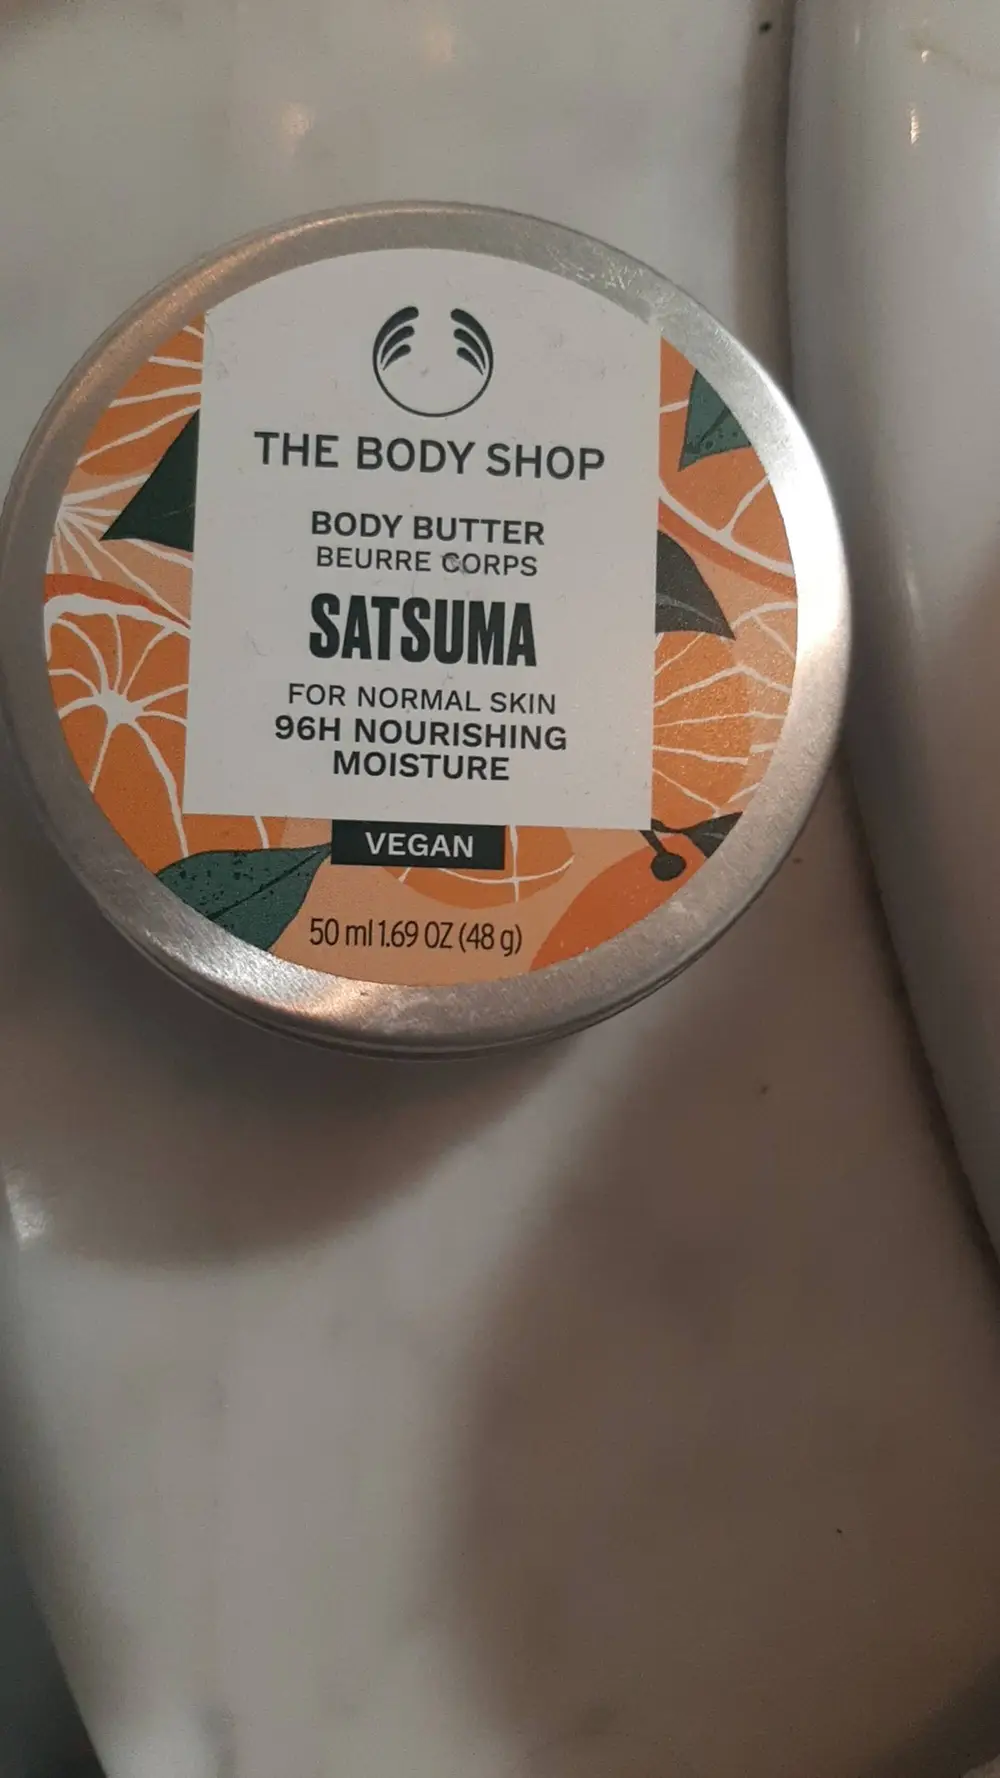 THE BODY SHOP
BODY BUTTER
BEURRE CORPS
SATSUMA
FOR NORMAL SKIN
96H NOURISHING
MOISTURE
VEGAN
50 ml 1.69 OZ (48 g)